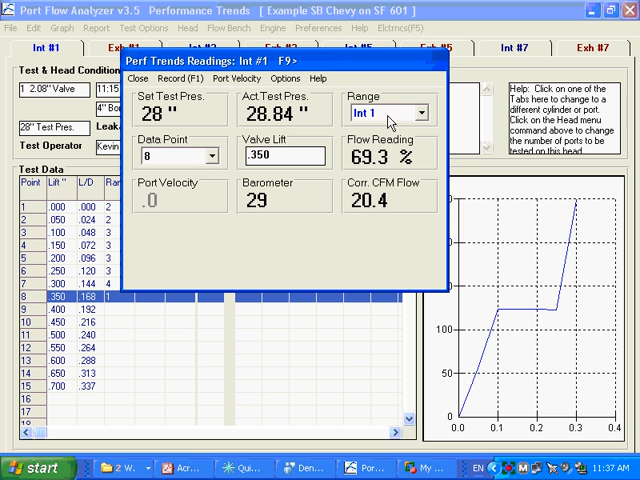 Port Flow Analyzer v3.5 Performance Trends [ Example SB Chevy on SF 601 ]
File Edit Graph Report Test Options Head Flow Bench Engine Preferences Help Elctrncs(F5)
Int #1 Exh #1 Int #5 Exh #5 Int #7 Exh #7
Test & Head Condition
1 2.08" Valve 11:15
4" Bor
28" Test Pres. Leaka
Test Operator Kevin
Help: Click on one of the
Tabs here to change to a
different cylinder or port.
Click on the Head menu
command above to change
the number of ports to be
tested on this head.
Perf Trends Readings: Int #1 F9>
Close Record (F1) Port Velocity Options Help
Set Test Pres. Act.Test Pres. Range
28 " 28.84 " Int 1
Data Point Valve Lift Flow Reading
8 .350 69.3 %
Port Velocity Barometer Corr. CFM Flow
.0 29 20.4
Test Data
Point Lift " L/D Ran
1 .000 .000 2
2 .050 .024 2
3 .100 .048 3
4 .150 .072 3
5 .200 .096 3
6 .250 .120 3
7 .300 .144 4
8 .350 .168 1
9 .400 .192
10 .450 .216
11 .500 .240
12 .550 .264
13 .600 .288
14 .650 .313
15 .700 .337
16
17
18
100
50
0
0.0 0.1 0.2 0.3 0.4
start 2 W.. Acr... Qui... Den... Por... My ... EN 11:37 AM